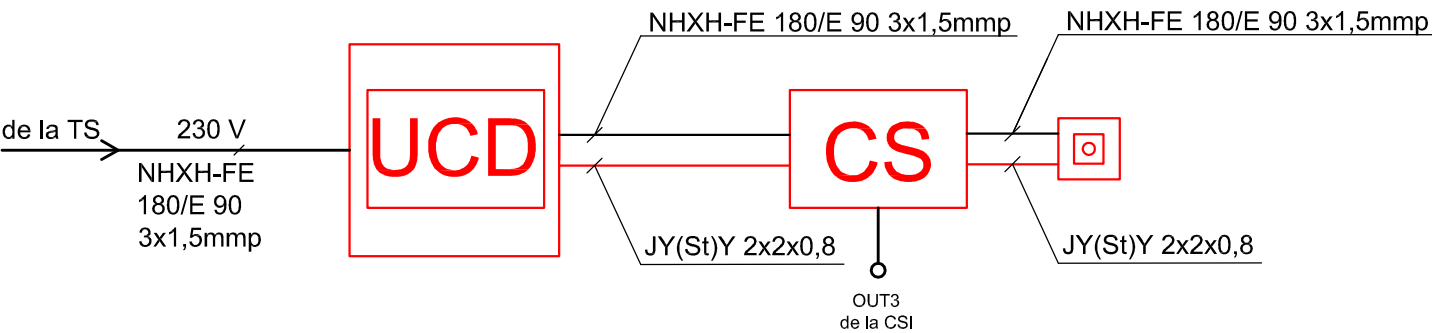 NHXH-FE 180/E 90 3x1,5mmp
NHXH-FE 180/E 90 3x1,5mmp
de la TS
230 V
UCD
CS
NHXH-FE
180/E 90
3x1,5mmp
JY(St)Y 2x2x0,8
JY(St)Y 2x2x0,8
OUT3
de la CSI